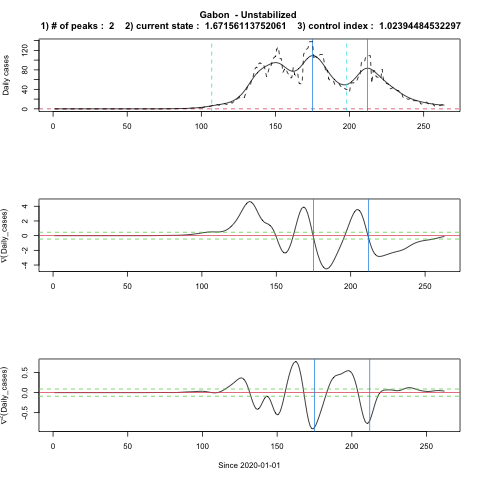 Gabon - Unstabilized
1) # of peaks : 2 2) current state : 1.67156113752061 3) control index : 1.02394484532297
Daily cases
120
80
40
0
0 50 100 150 200 250
∇(Daily_cases)
4
2
0
-2
-4
0 50 100 150 200 250
∇²(Daily_cases)
0.5
0.0
-0.5
0 50 100 150 200 250
Since 2020-01-01